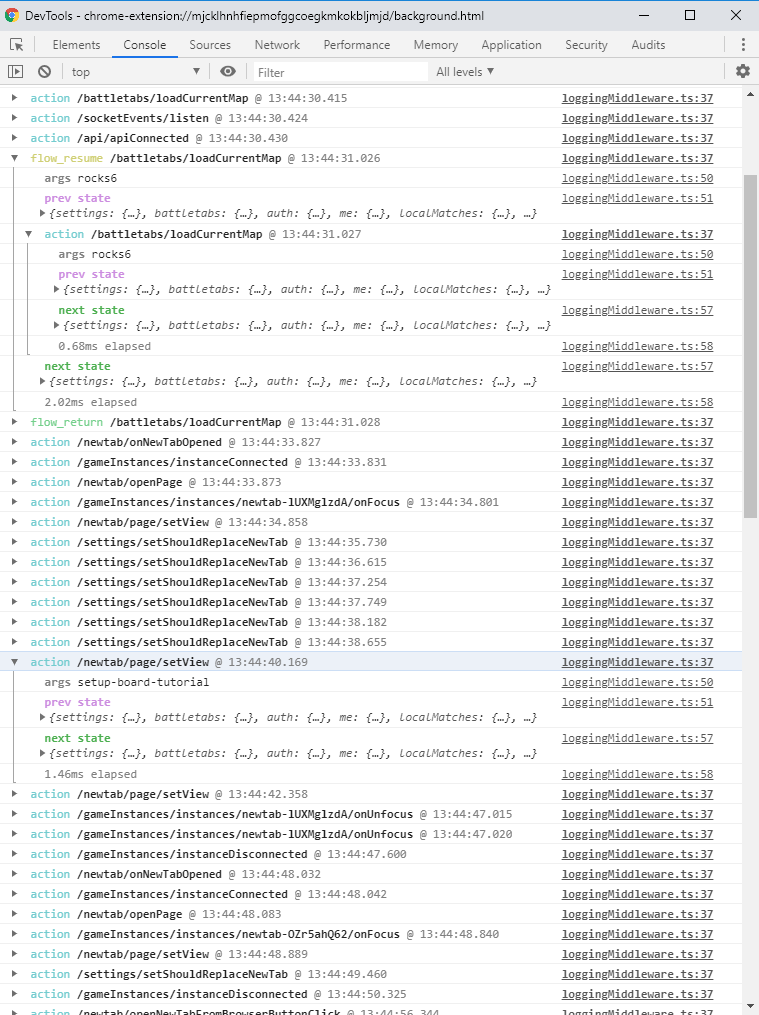 DevTools - chrome-extension://mjcklhnhfiepmofggcoegkmkokbljmjd/background.html
Elements Console Sources Network Performance Memory Application Security Audits
top Filter All levels
action /battletabs/loadCurrentMap @ 13:44:30.415 loggingMiddleware.ts:37
action /socketEvents/listen @ 13:44:30.424 loggingMiddleware.ts:37
action /api/apiConnected @ 13:44:30.430 loggingMiddleware.ts:37
flow_resume /battletabs/loadCurrentMap @ 13:44:31.026 loggingMiddleware.ts:37
args rocks6 loggingMiddleware.ts:50
prev state loggingMiddleware.ts:51
{settings: {…}, battletabs: {…}, auth: {…}, me: {…}, localMatches: {…}, …}
action /battletabs/loadCurrentMap @ 13:44:31.027 loggingMiddleware.ts:37
args rocks6 loggingMiddleware.ts:50
prev state loggingMiddleware.ts:51
{settings: {…}, battletabs: {…}, auth: {…}, me: {…}, localMatches: {…}, …}
next state loggingMiddleware.ts:57
{settings: {…}, battletabs: {…}, auth: {…}, me: {…}, localMatches: {…}, …}
0.68ms elapsed loggingMiddleware.ts:58
next state loggingMiddleware.ts:57
{settings: {…}, battletabs: {…}, auth: {…}, me: {…}, localMatches: {…}, …}
2.02ms elapsed loggingMiddleware.ts:58
flow_return /battletabs/loadCurrentMap @ 13:44:31.028 loggingMiddleware.ts:37
action /newtab/onNewTabOpened @ 13:44:33.827 loggingMiddleware.ts:37
action /gameInstances/instanceConnected @ 13:44:33.831 loggingMiddleware.ts:37
action /newtab/openPage @ 13:44:33.873 loggingMiddleware.ts:37
action /gameInstances/instances/newtab-lUXMglzdA/onFocus @ 13:44:34.801 loggingMiddleware.ts:37
action /newtab/page/setView @ 13:44:34.858 loggingMiddleware.ts:37
action /settings/setShouldReplaceNewTab @ 13:44:35.730 loggingMiddleware.ts:37
action /settings/setShouldReplaceNewTab @ 13:44:36.615 loggingMiddleware.ts:37
action /settings/setShouldReplaceNewTab @ 13:44:37.254 loggingMiddleware.ts:37
action /settings/setShouldReplaceNewTab @ 13:44:37.749 loggingMiddleware.ts:37
action /settings/setShouldReplaceNewTab @ 13:44:38.182 loggingMiddleware.ts:37
action /settings/setShouldReplaceNewTab @ 13:44:38.655 loggingMiddleware.ts:37
action /newtab/page/setView @ 13:44:40.169 loggingMiddleware.ts:37
args setup-board-tutorial loggingMiddleware.ts:50
prev state loggingMiddleware.ts:51
{settings: {…}, battletabs: {…}, auth: {…}, me: {…}, localMatches: {…}, …}
next state loggingMiddleware.ts:57
{settings: {…}, battletabs: {…}, auth: {…}, me: {…}, localMatches: {…}, …}
1.46ms elapsed loggingMiddleware.ts:58
action /newtab/page/setView @ 13:44:42.358 loggingMiddleware.ts:37
action /gameInstances/instances/newtab-lUXMglzdA/onUnfocus @ 13:44:47.015 loggingMiddleware.ts:37
action /gameInstances/instances/newtab-lUXMglzdA/onUnfocus @ 13:44:47.020 loggingMiddleware.ts:37
action /gameInstances/instanceDisconnected @ 13:44:47.600 loggingMiddleware.ts:37
action /newtab/onNewTabOpened @ 13:44:48.032 loggingMiddleware.ts:37
action /gameInstances/instanceConnected @ 13:44:48.042 loggingMiddleware.ts:37
action /newtab/openPage @ 13:44:48.083 loggingMiddleware.ts:37
action /gameInstances/instances/newtab-OZr5ahQ62/onFocus @ 13:44:48.840 loggingMiddleware.ts:37
action /newtab/page/setView @ 13:44:48.889 loggingMiddleware.ts:37
action /settings/setShouldReplaceNewTab @ 13:44:49.460 loggingMiddleware.ts:37
action /gameInstances/instanceDisconnected @ 13:44:50.325 loggingMiddleware.ts:37
action /newtab/openNewTabFromBrowserButtonClick @ 13:44:56.344 loggingMiddleware.ts:37